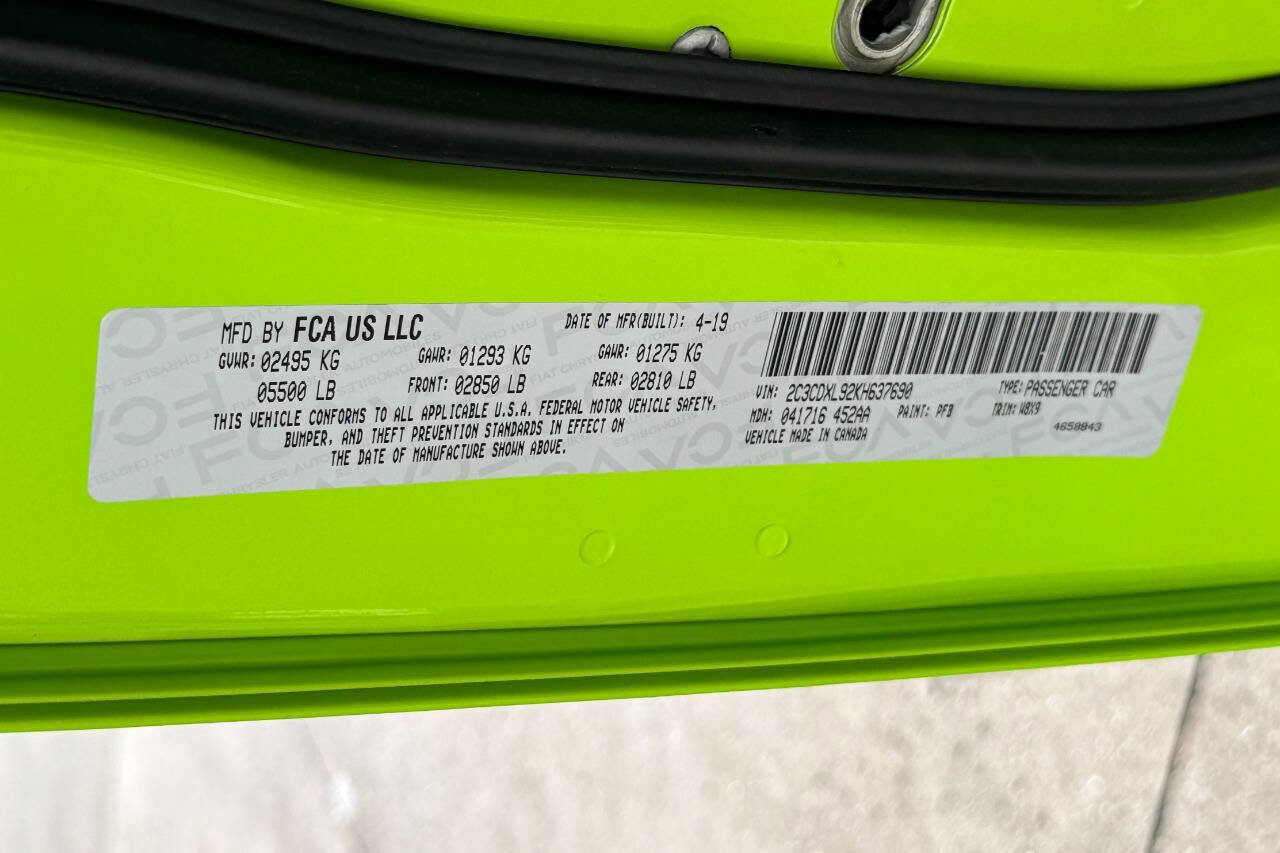 MFD BY FCA US LLC
DATE OF MFR(BUILT): 4-19
GVWR: 02495 KG GAWR: 01293 KG GAWR: 01275 KG
05500 LB FRONT: 02850 LB REAR: 02810 LB
THIS VEHICLE CONFORMS TO ALL APPLICABLE U.S.A. FEDERAL MOTOR VEHICLE SAFETY,
BUMPER, AND THEFT PREVENTION STANDARDS IN EFFECT ON
THE DATE OF MANUFACTURE SHOWN ABOVE.
VIN: 2C3CDXL92KH637690 TYPE: PASSENGER CAR
MDH: 041716 452AA PAINT: PFB TRIM: W8X9
VEHICLE MADE IN CANADA 4658843